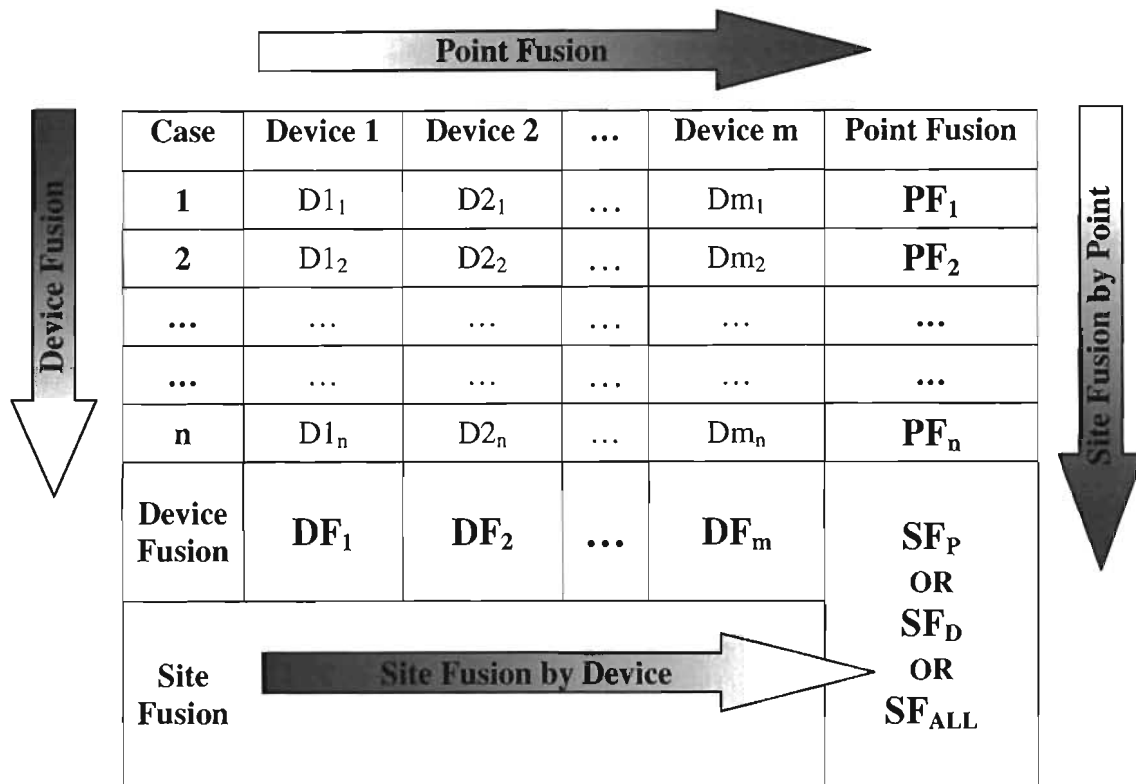 Point Fusion
Device Fusion
Case Device 1 Device 2 ... Device m Point Fusion
1 D1₁ D2₁ ... Dm₁ PF₁
2 D1₂ D2₂ ... Dm₂ PF₂
... ... ... ... ... ...
... ... ... ... ... ...
n D1ₙ D2ₙ ... Dmₙ PFₙ
Device Fusion DF₁ DF₂ ... DFₘ
SF_P
OR
SF_D
OR
SF_ALL
Site Fusion
Site Fusion by Device
Site Fusion by Point